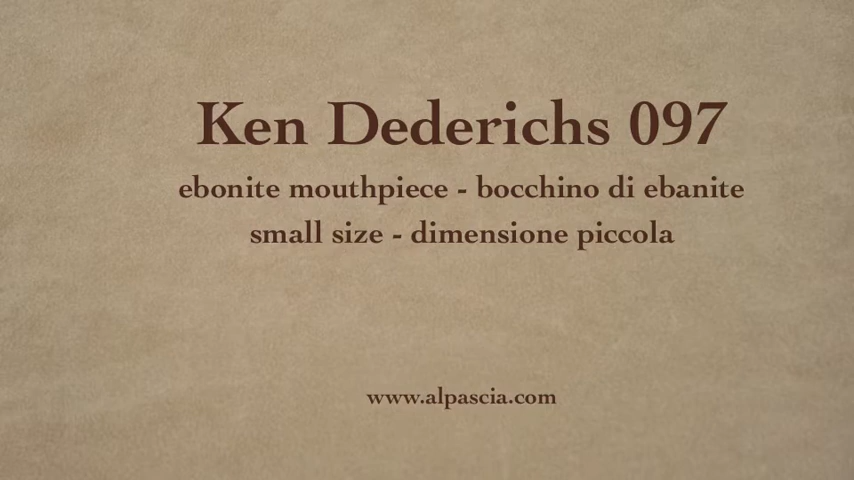 Ken Dederichs 097
ebonite mouthpiece - bocchino di ebanite
small size - dimensione piccola
www.alpascia.com